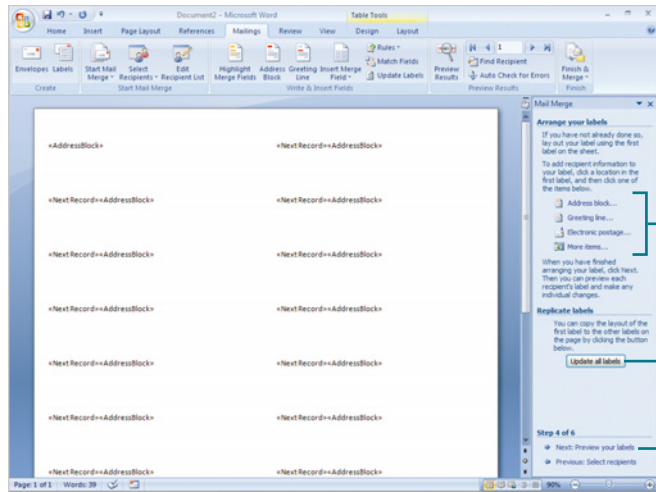 Document2 - Microsoft Word
Table Tools
Home Insert Page Layout References Mailings Review View Design Layout
Envelopes Labels
Start Mail Merge
Select Recipients
Edit Recipient List
Highlight Merge Fields
Address Block
Greeting Line
Insert Merge Field
Rules
Match Fields
Update Labels
Preview Results
1
Find Recipient
Auto Check for Errors
Finish & Merge
Create Start Mail Merge Write & Insert Fields Preview Results Finish
«AddressBlock» «Next Record»«AddressBlock»
«Next Record»«AddressBlock» «Next Record»«AddressBlock»
«Next Record»«AddressBlock» «Next Record»«AddressBlock»
«Next Record»«AddressBlock» «Next Record»«AddressBlock»
«Next Record»«AddressBlock» «Next Record»«AddressBlock»
«Next Record»«AddressBlock» «Next Record»«AddressBlock»
«Next Record»«AddressBlock» «Next Record»«AddressBlock»
Mail Merge
Arrange your labels
If you have not already done so,
lay out your label using the first
label on the sheet.
To add recipient information to
your label, click a location in the
first label, and then click one of
the items below.
Address block...
Greeting line...
Electronic postage...
More items...
When you have finished
arranging your label, click Next.
Then you can preview each
recipient's label and make any
individual changes.
Replicate labels
You can copy the layout of the
first label to the other labels on
the page by clicking the button
below.
Update all labels
Step 4 of 6
Next: Preview your labels
Previous: Select recipients
Page: 1 of 1 Words: 39 90%